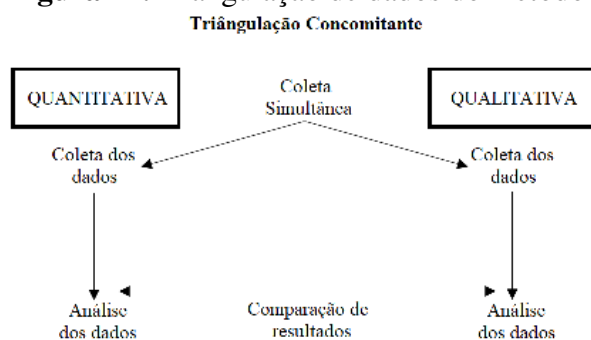 Triângulação Concomitante
QUANTITATIVA
Coleta
Simultânea
QUALITATIVA
Coleta dos
dados
Coleta dos
dados
Análise
dos dados
Comparação de
resultados
Análise
dos dados